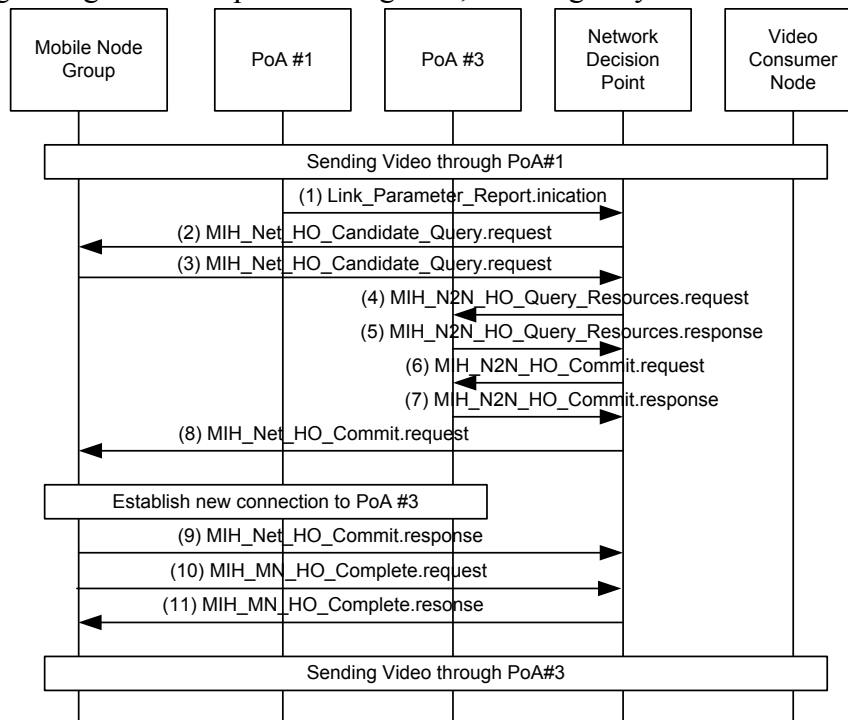 Mobile Node
Group
PoA #1
PoA #3
Network
Decision
Point
Video
Consumer
Node
Sending Video through PoA#1
(1) Link_Parameter_Report.inication
(2) MIH_Net_HO_Candidate_Query.request
(3) MIH_Net_HO_Candidate_Query.request
(4) MIH_N2N_HO_Query_Resources.request
(5) MIH_N2N_HO_Query_Resources.response
(6) MIH_N2N_HO_Commit.request
(7) MIH_N2N_HO_Commit.response
(8) MIH_Net_HO_Commit.request
Establish new connection to PoA #3
(9) MIH_Net_HO_Commit.response
(10) MIH_MN_HO_Complete.request
(11) MIH_MN_HO_Complete.resonse
Sending Video through PoA#3